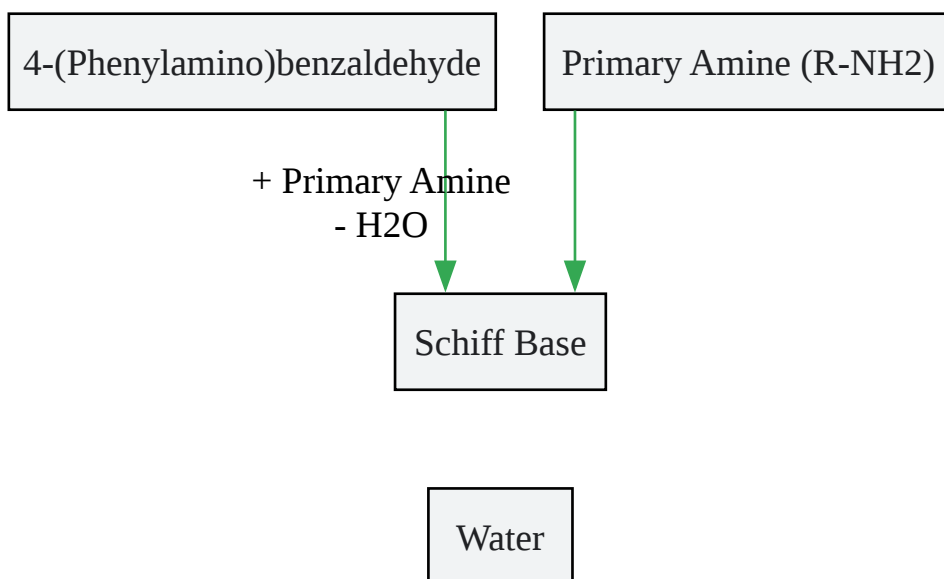 4-(Phenylamino)benzaldehyde
Primary Amine (R-NH2)
+ Primary Amine
- H2O
Schiff Base
Water